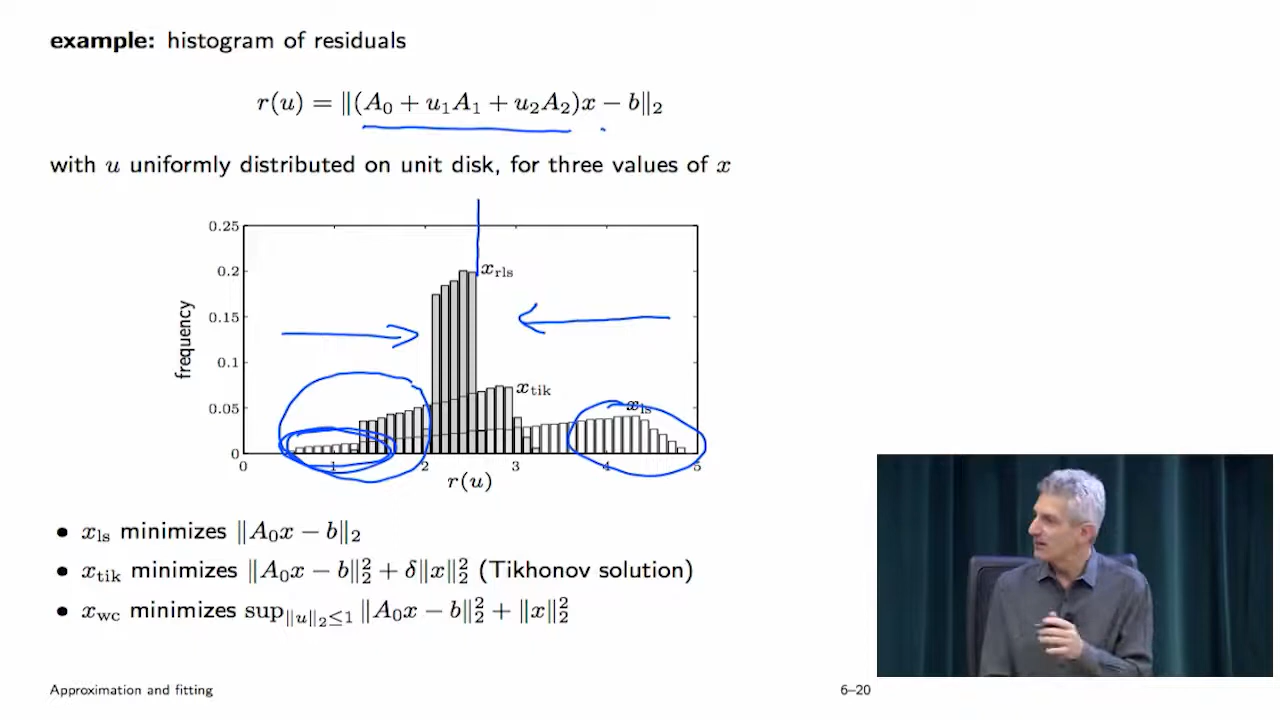 example: histogram of residuals
r(u) = ‖(A₀ + u₁A₁ + u₂A₂)x − b‖₂
with u uniformly distributed on unit disk, for three values of x
0.25
0.2
0.15
0.1
0.05
0
frequency
x_rls
x_tik
x_ls
0 1 2 3 4 5
r(u)
• x_ls minimizes ‖A₀x − b‖₂
• x_tik minimizes ‖A₀x − b‖₂² + δ‖x‖₂² (Tikhonov solution)
• x_wc minimizes sup_‖u‖₂≤1 ‖A₀x − b‖₂² + ‖x‖₂²
Approximation and fitting
6–20